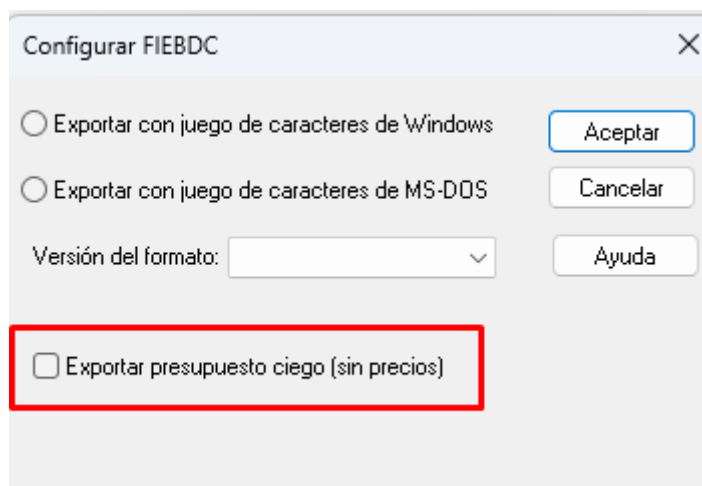 Configurar FIEBDC
Exportar con juego de caracteres de Windows
Aceptar
Exportar con juego de caracteres de MS-DOS
Cancelar
Versión del formato:
Ayuda
Exportar presupuesto ciego (sin precios)